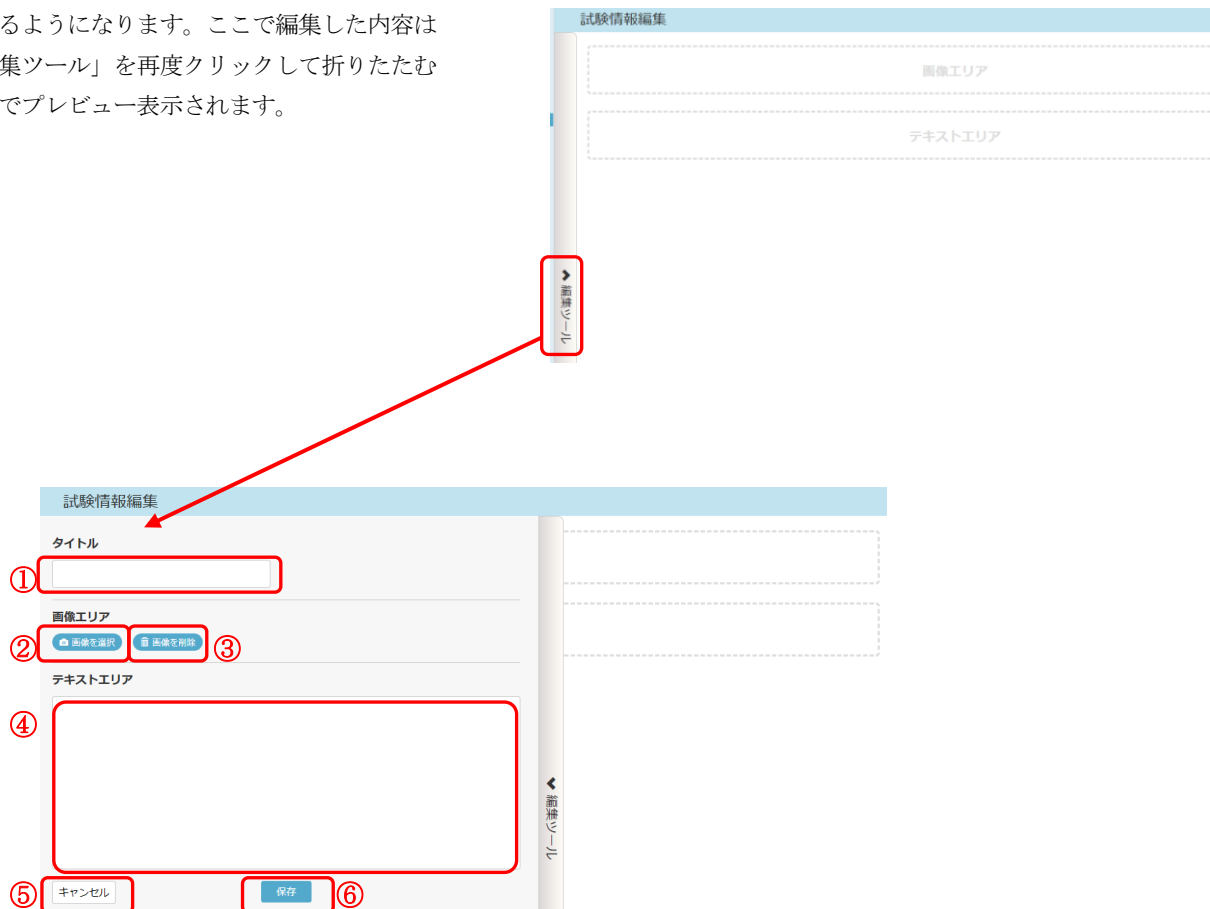 るようになります。ここで編集した内容は
集ツール」を再度クリックして折りたたむ
でプレビュー表示されます。
試験情報編集
画像エリア
テキストエリア
編集ツール
試験情報編集
タイトル
①
画像エリア
② 画像を選択 画像を削除 ③
テキストエリア
④
編集ツール
⑤ キャンセル 保存 ⑥